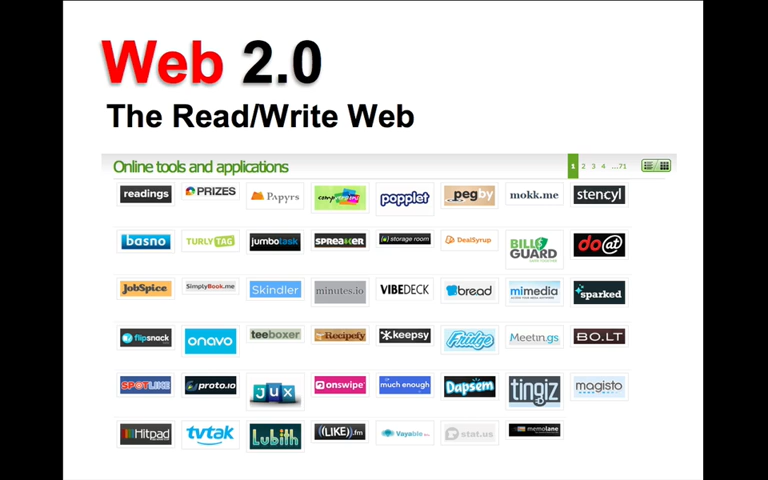 Web 2.0
The Read/Write Web
Online tools and applications 1 2 3 4 ....71
readings PRIZES Papyrs popplet pegby mokk.me stencyl
basno TURLYTAG jumbotask SPREAKER storage room DealSyrup BILLGUARD do@
JobSpice SimplyBook.me Skindler minutes.io VIBEDECK bread mimedia sparked
flipsnack onavo teeboxer Recipefy keepsy Fridge Meetin.gs BO.LT
SPOTLIKE proto.io jux onswipe much enough Dapsem tingiz magisto
Hitpad tvtak Lubith ((LIKE)).fm Vayable stat.us memolane